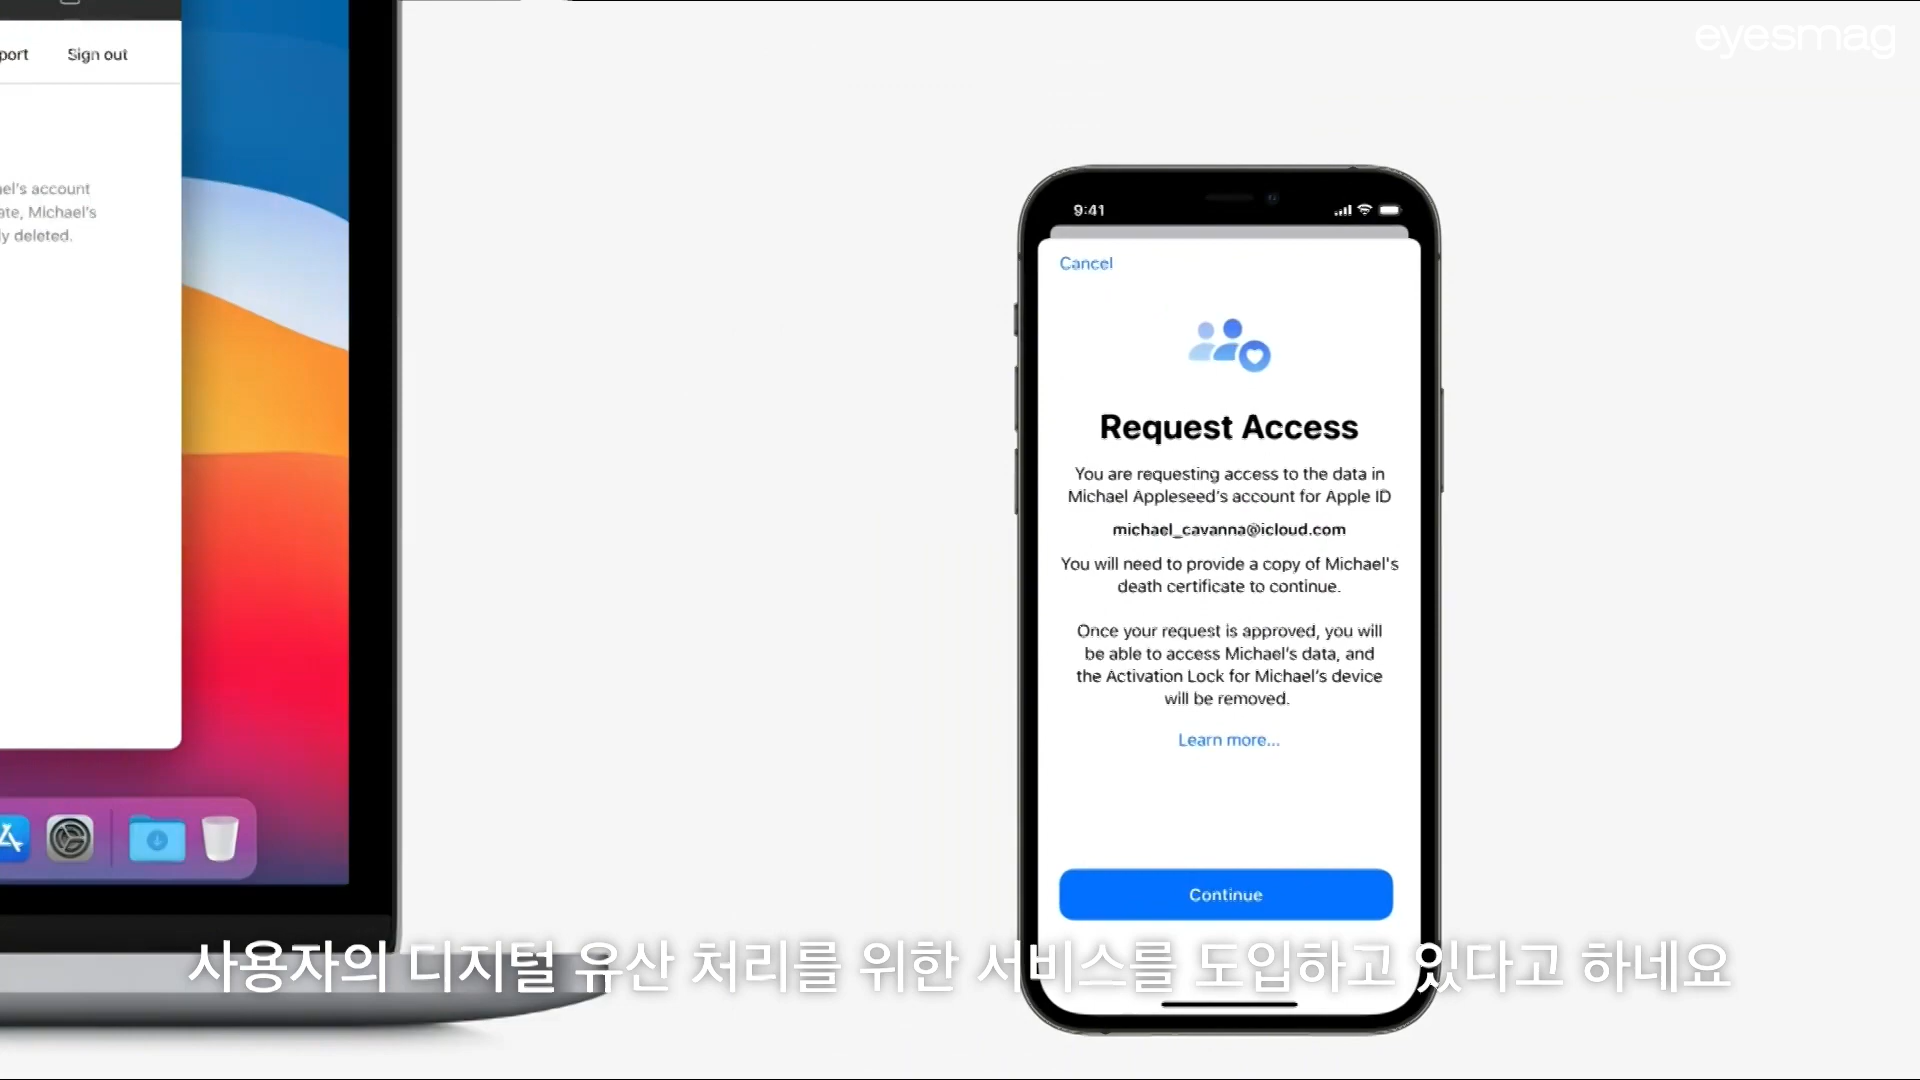 port
Sign out
el's account
ate, Michael's
y deleted.
eyesmag
9:41
Cancel
Request Access
You are requesting access to the data in
Michael Appleseed's account for Apple ID
michael_cavanna@icloud.com
You will need to provide a copy of Michael's
death certificate to continue.
Once your request is approved, you will
be able to access Michael's data, and
the Activation Lock for Michael's device
will be removed.
Learn more...
Continue
사용자의 디지털 유산 처리를 위한 서비스를 도입하고 있다고 하네요